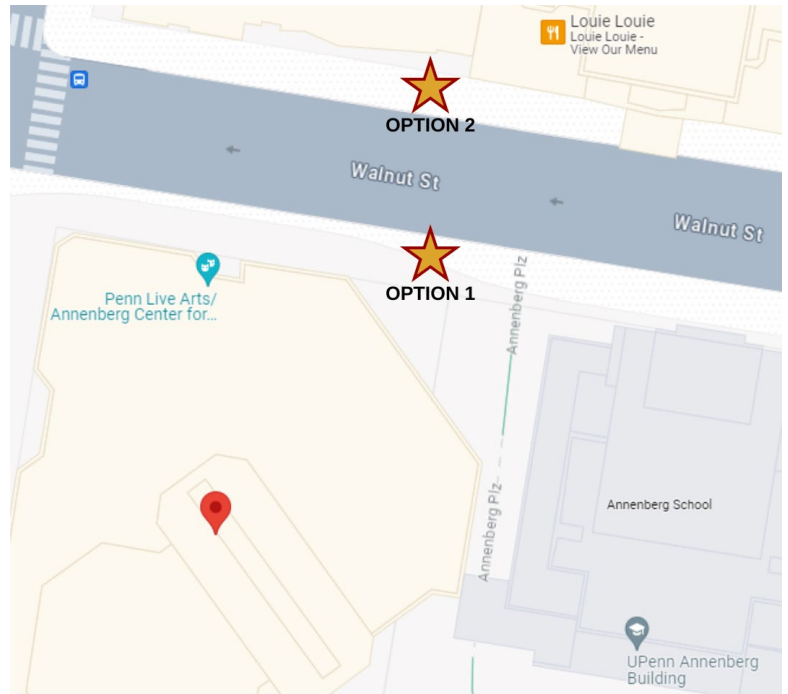 Louie Louie
Louie Louie -
View Our Menu
OPTION 2
Walnut St
Walnut St
Penn Live Arts/
Annenberg Center for...
OPTION 1
Annenberg Plz
Annenberg Plz
Annenberg School
UPenn Annenberg
Building